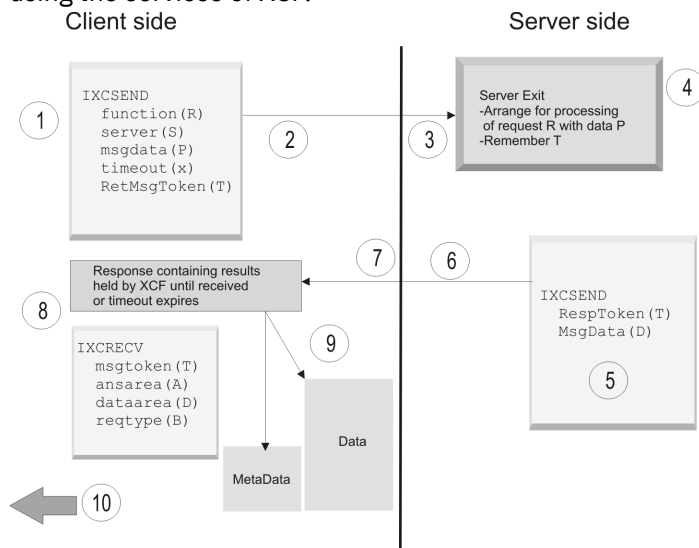 Client side
Server side
1
IXCSEND
function(R)
server(S)
msgdata(P)
timeout(x)
RetMsgToken(T)
2
3
Server Exit
-Arrange for processing
of request R with data P
-Remember T
4
7
6
Response containing results
held by XCF until received
or timeout expires
IXCSEND
RespToken(T)
MsgData(D)
5
8
9
IXCRECV
msgtoken(T)
ansarea(A)
dataarea(D)
reqtype(B)
Data
MetaData
10